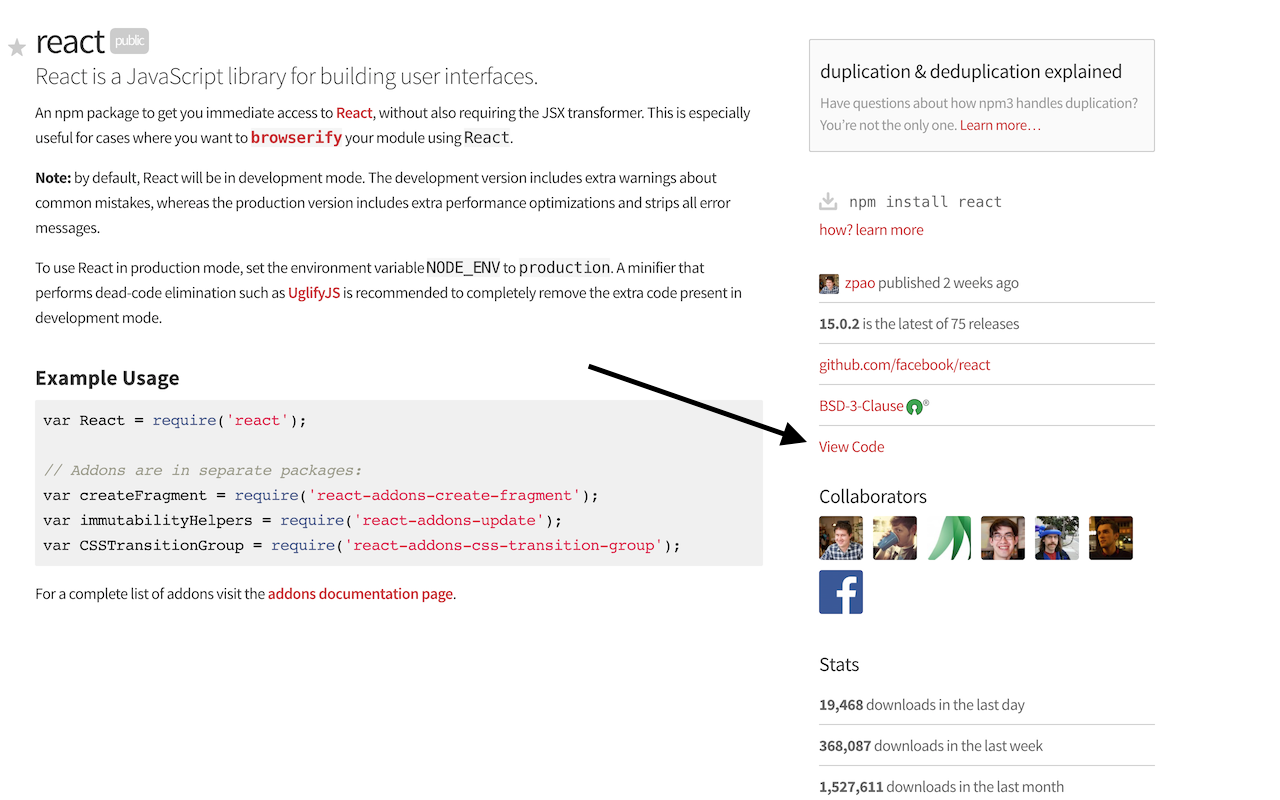 react public
React is a JavaScript library for building user interfaces.
An npm package to get you immediate access to React, without also requiring the JSX transformer. This is especially
useful for cases where you want to browserify your module using React.
Note: by default, React will be in development mode. The development version includes extra warnings about
common mistakes, whereas the production version includes extra performance optimizations and strips all error
messages.
To use React in production mode, set the environment variable NODE_ENV to production. A minifier that
performs dead-code elimination such as UglifyJS is recommended to completely remove the extra code present in
development mode.
Example Usage
var React = require('react');
// Addons are in separate packages:
var createFragment = require('react-addons-create-fragment');
var immutabilityHelpers = require('react-addons-update');
var CSSTransitionGroup = require('react-addons-css-transition-group');
For a complete list of addons visit the addons documentation page.
duplication & deduplication explained
Have questions about how npm3 handles duplication?
You're not the only one. Learn more…
npm install react
how? learn more
zpao published 2 weeks ago
15.0.2 is the latest of 75 releases
github.com/facebook/react
BSD-3-Clause ®
View Code
Collaborators
f
Stats
19,468 downloads in the last day
368,087 downloads in the last week
1,527,611 downloads in the last month